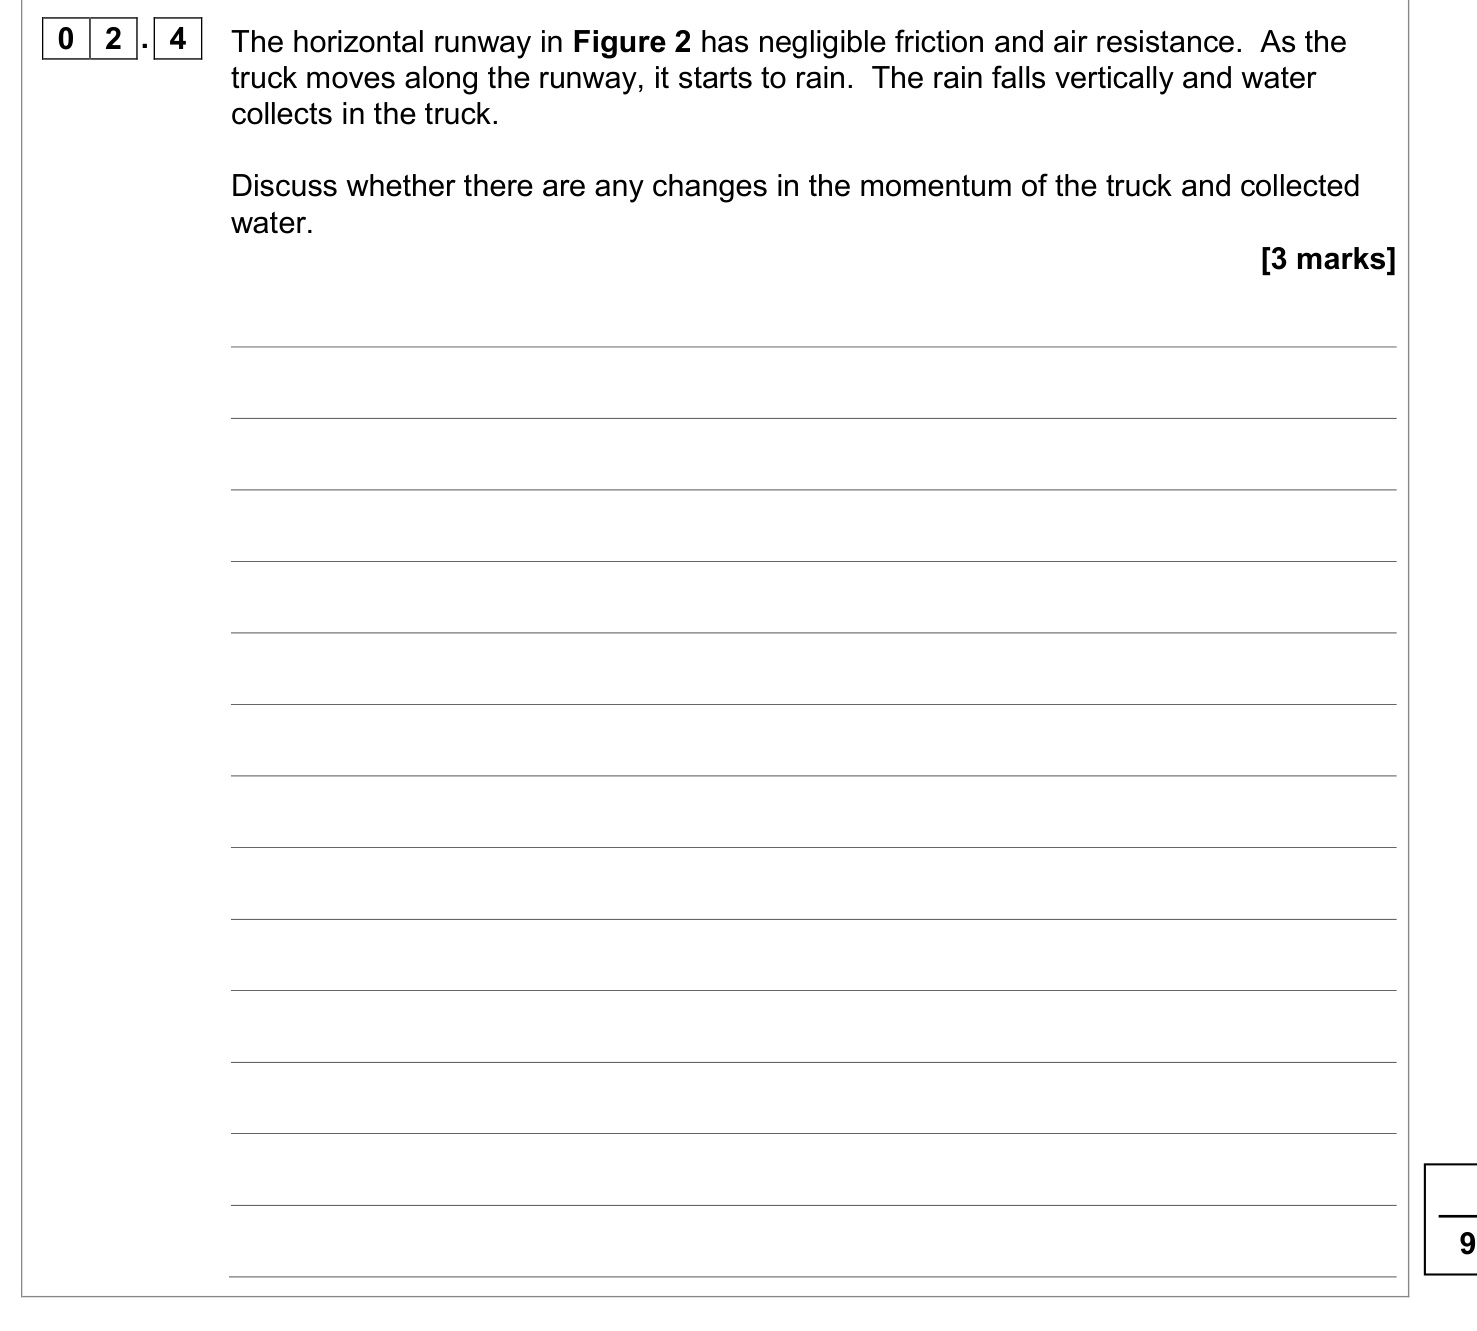 0 2 . 4 The horizontal runway in Figure 2 has negligible friction and air resistance. As the
truck moves along the runway, it starts to rain. The rain falls vertically and water
collects in the truck.
Discuss whether there are any changes in the momentum of the truck and collected
water.
[3 marks]
9